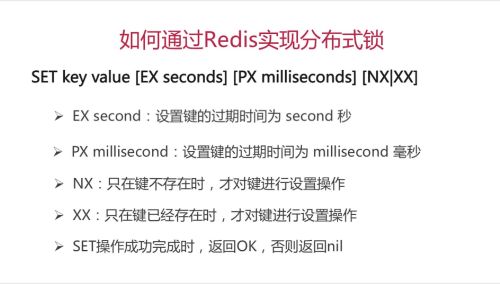 如何通过Redis实现分布式锁
SET key value [EX seconds] [PX milliseconds] [NX|XX]
➢ EX second：设置键的过期时间为 second 秒
➢ PX millisecond：设置键的过期时间为 millisecond 毫秒
➢ NX：只在键不存在时，才对键进行设置操作
➢ XX：只在键已经存在时，才对键进行设置操作
➢ SET操作成功完成时，返回OK，否则返回nil